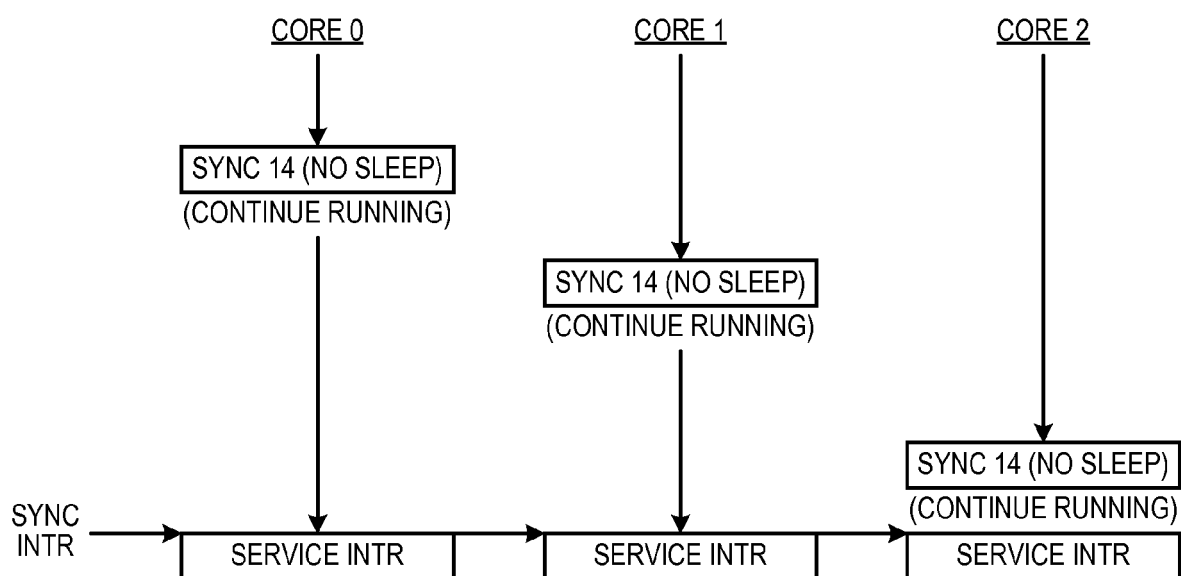 CORE 0
CORE 1
CORE 2
SYNC 14 (NO SLEEP)
(CONTINUE RUNNING)
SYNC 14 (NO SLEEP)
(CONTINUE RUNNING)
SYNC 14 (NO SLEEP)
(CONTINUE RUNNING)
SYNC
INTR
SERVICE INTR
SERVICE INTR
SERVICE INTR